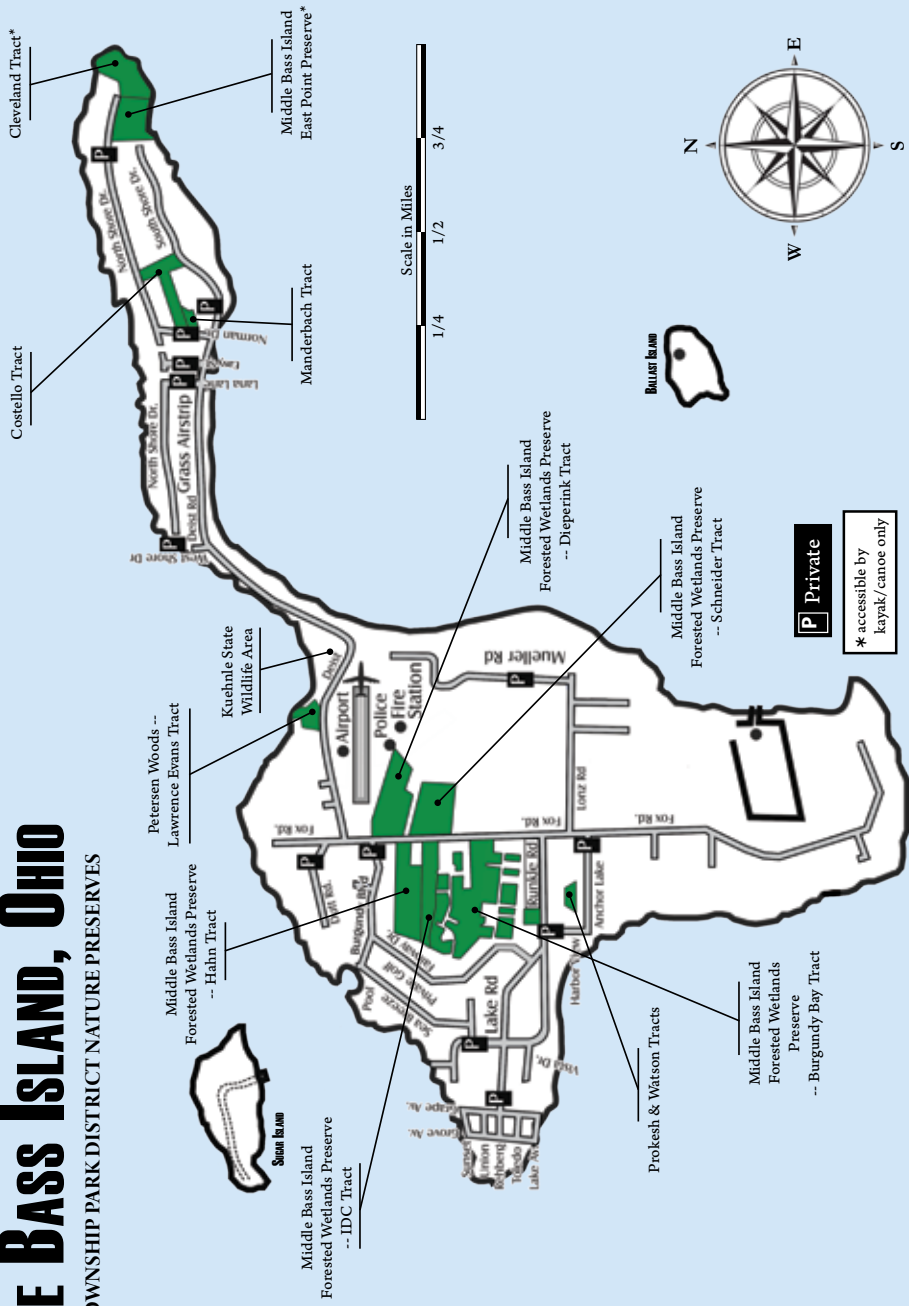 E BASS ISLAND, OHIO
OWNSHIP PARK DISTRICT NATURE PRESERVES
Cleveland Tract*
Middle Bass Island
East Point Preserve*
Costello Tract
Manderbach Tract
North Shore Dr.
South Shore Dr.
P
P
Norman Dr.
P
P
Lana Lane
P
North Shore Dr.
Grass Airstrip
Deist Rd
P
West Shore Dr
Scale in Miles
1/4
1/2
3/4
N
E
S
W
BALLAST ISLAND
Middle Bass Island
Forested Wetlands Preserve
-- Dieperink Tract
Middle Bass Island
Forested Wetlands Preserve
-- Schneider Tract
P Private
* accessible by
kayak/canoe only
Kuehnle State
Wildlife Area
Petersen Woods --
Lawrence Evans Tract
Deist
Airport
Police
Fire
Station
Mueller Rd
P
Lonz Rd
Fox Rd.
Fox Rd.
Fox Rd.
P
Duff Rd.
P
Burgundy Blvd
Fairway Dr.
Private Golf
Sea Breeze
Pool
Runkle Rd
P
Anchor Lake
P
Harbor View
Lake Rd
P
Vista Dr.
P
Grape Av.
Grove Av.
Sunset
Union
Rehberg
Toledo
Lake Av
Middle Bass Island
Forested Wetlands Preserve
-- Hahn Tract
SUGAR ISLAND
Middle Bass Island
Forested Wetlands Preserve
-- IDC Tract
Prokesh & Watson Tracts
Middle Bass Island
Forested Wetlands
Preserve
-- Burgundy Bay Tract